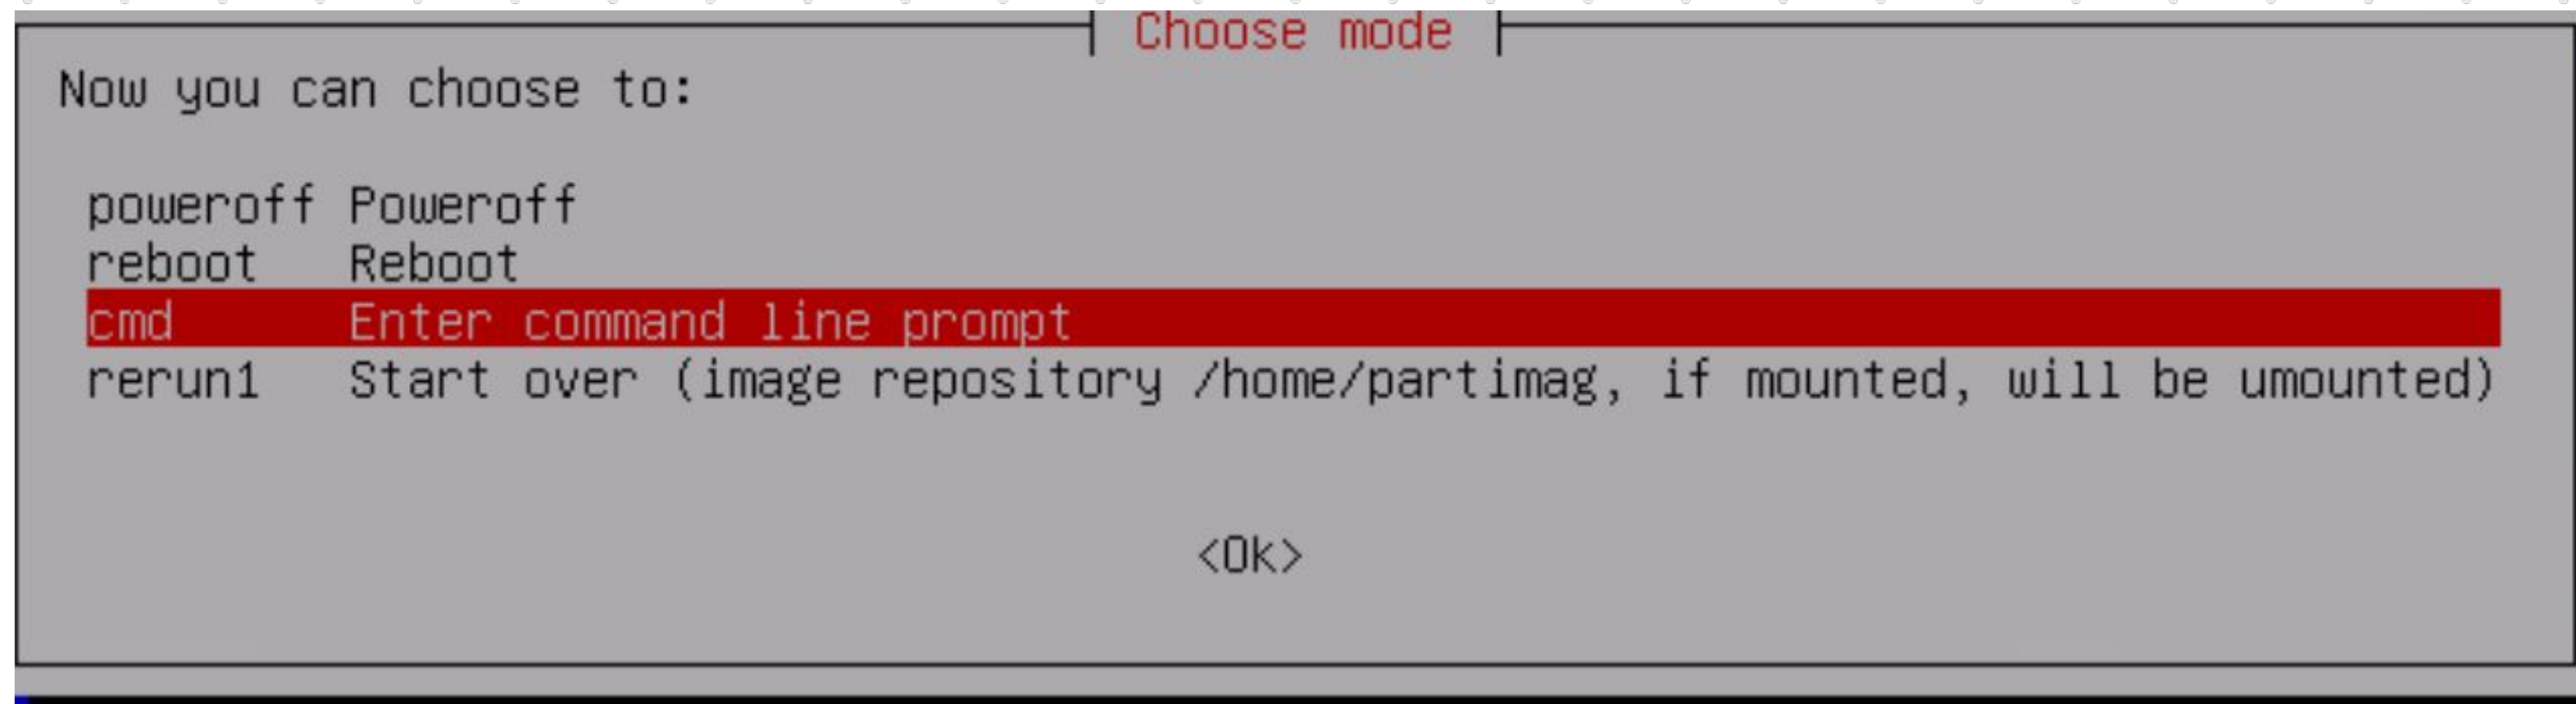 Choose mode
Now you can choose to:
poweroff Poweroff
reboot Reboot
cmd Enter command line prompt
rerun1 Start over (image repository /home/partimag, if mounted, will be umounted)
<Ok>